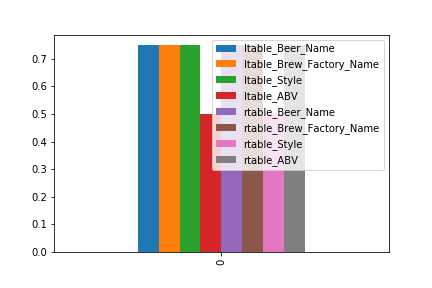 0.7
0.6
0.5
0.4
0.3
0.2
0.1
0.0
ltable_Beer_Name
ltable_Brew_Factory_Name
ltable_Style
ltable_ABV
rtable_Beer_Name
rtable_Brew_Factory_Name
rtable_Style
rtable_ABV
0